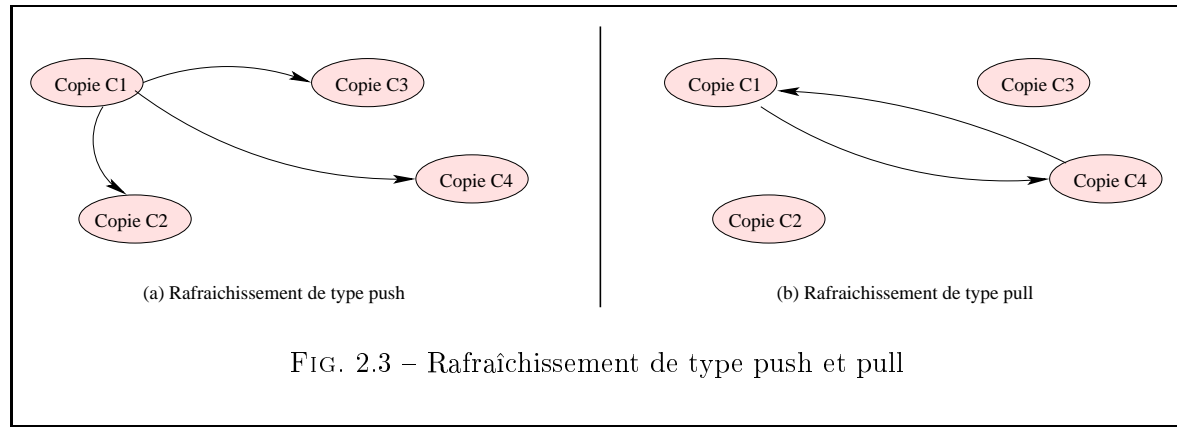 Copie C1
Copie C3
Copie C4
Copie C2
(a) Rafraichissement de type push
Copie C1
Copie C3
Copie C4
Copie C2
(b) Rafraichissement de type pull
FIG. 2.3 – Rafraîchissement de type push et pull